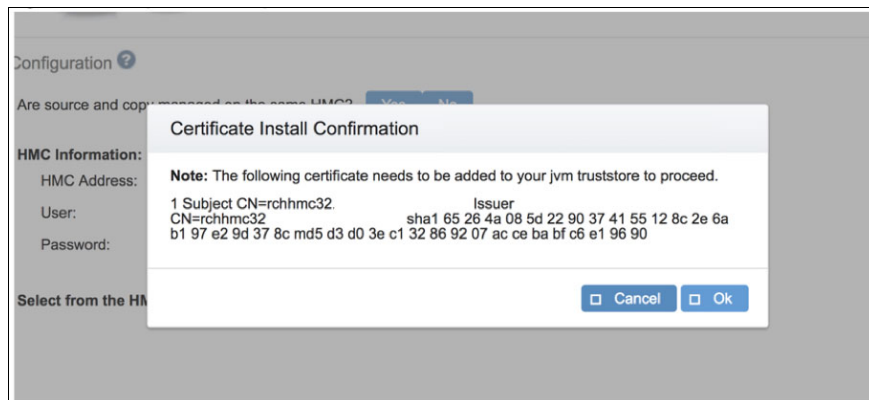 Configuration ?
Are source and copy managed on the same HMC? Yes No
Certificate Install Confirmation
HMC Information:
Note: The following certificate needs to be added to your jvm truststore to proceed.
HMC Address:
1 Subject CN=rchhmc32. Issuer
User:
CN=rchhmc32 sha1 65 26 4a 08 5d 22 90 37 41 55 12 8c 2e 6a
b1 97 e2 9d 37 8c md5 d3 d0 3e c1 32 86 92 07 ac ce ba bf c6 e1 96 90
Password:
Select from the HM
Cancel Ok